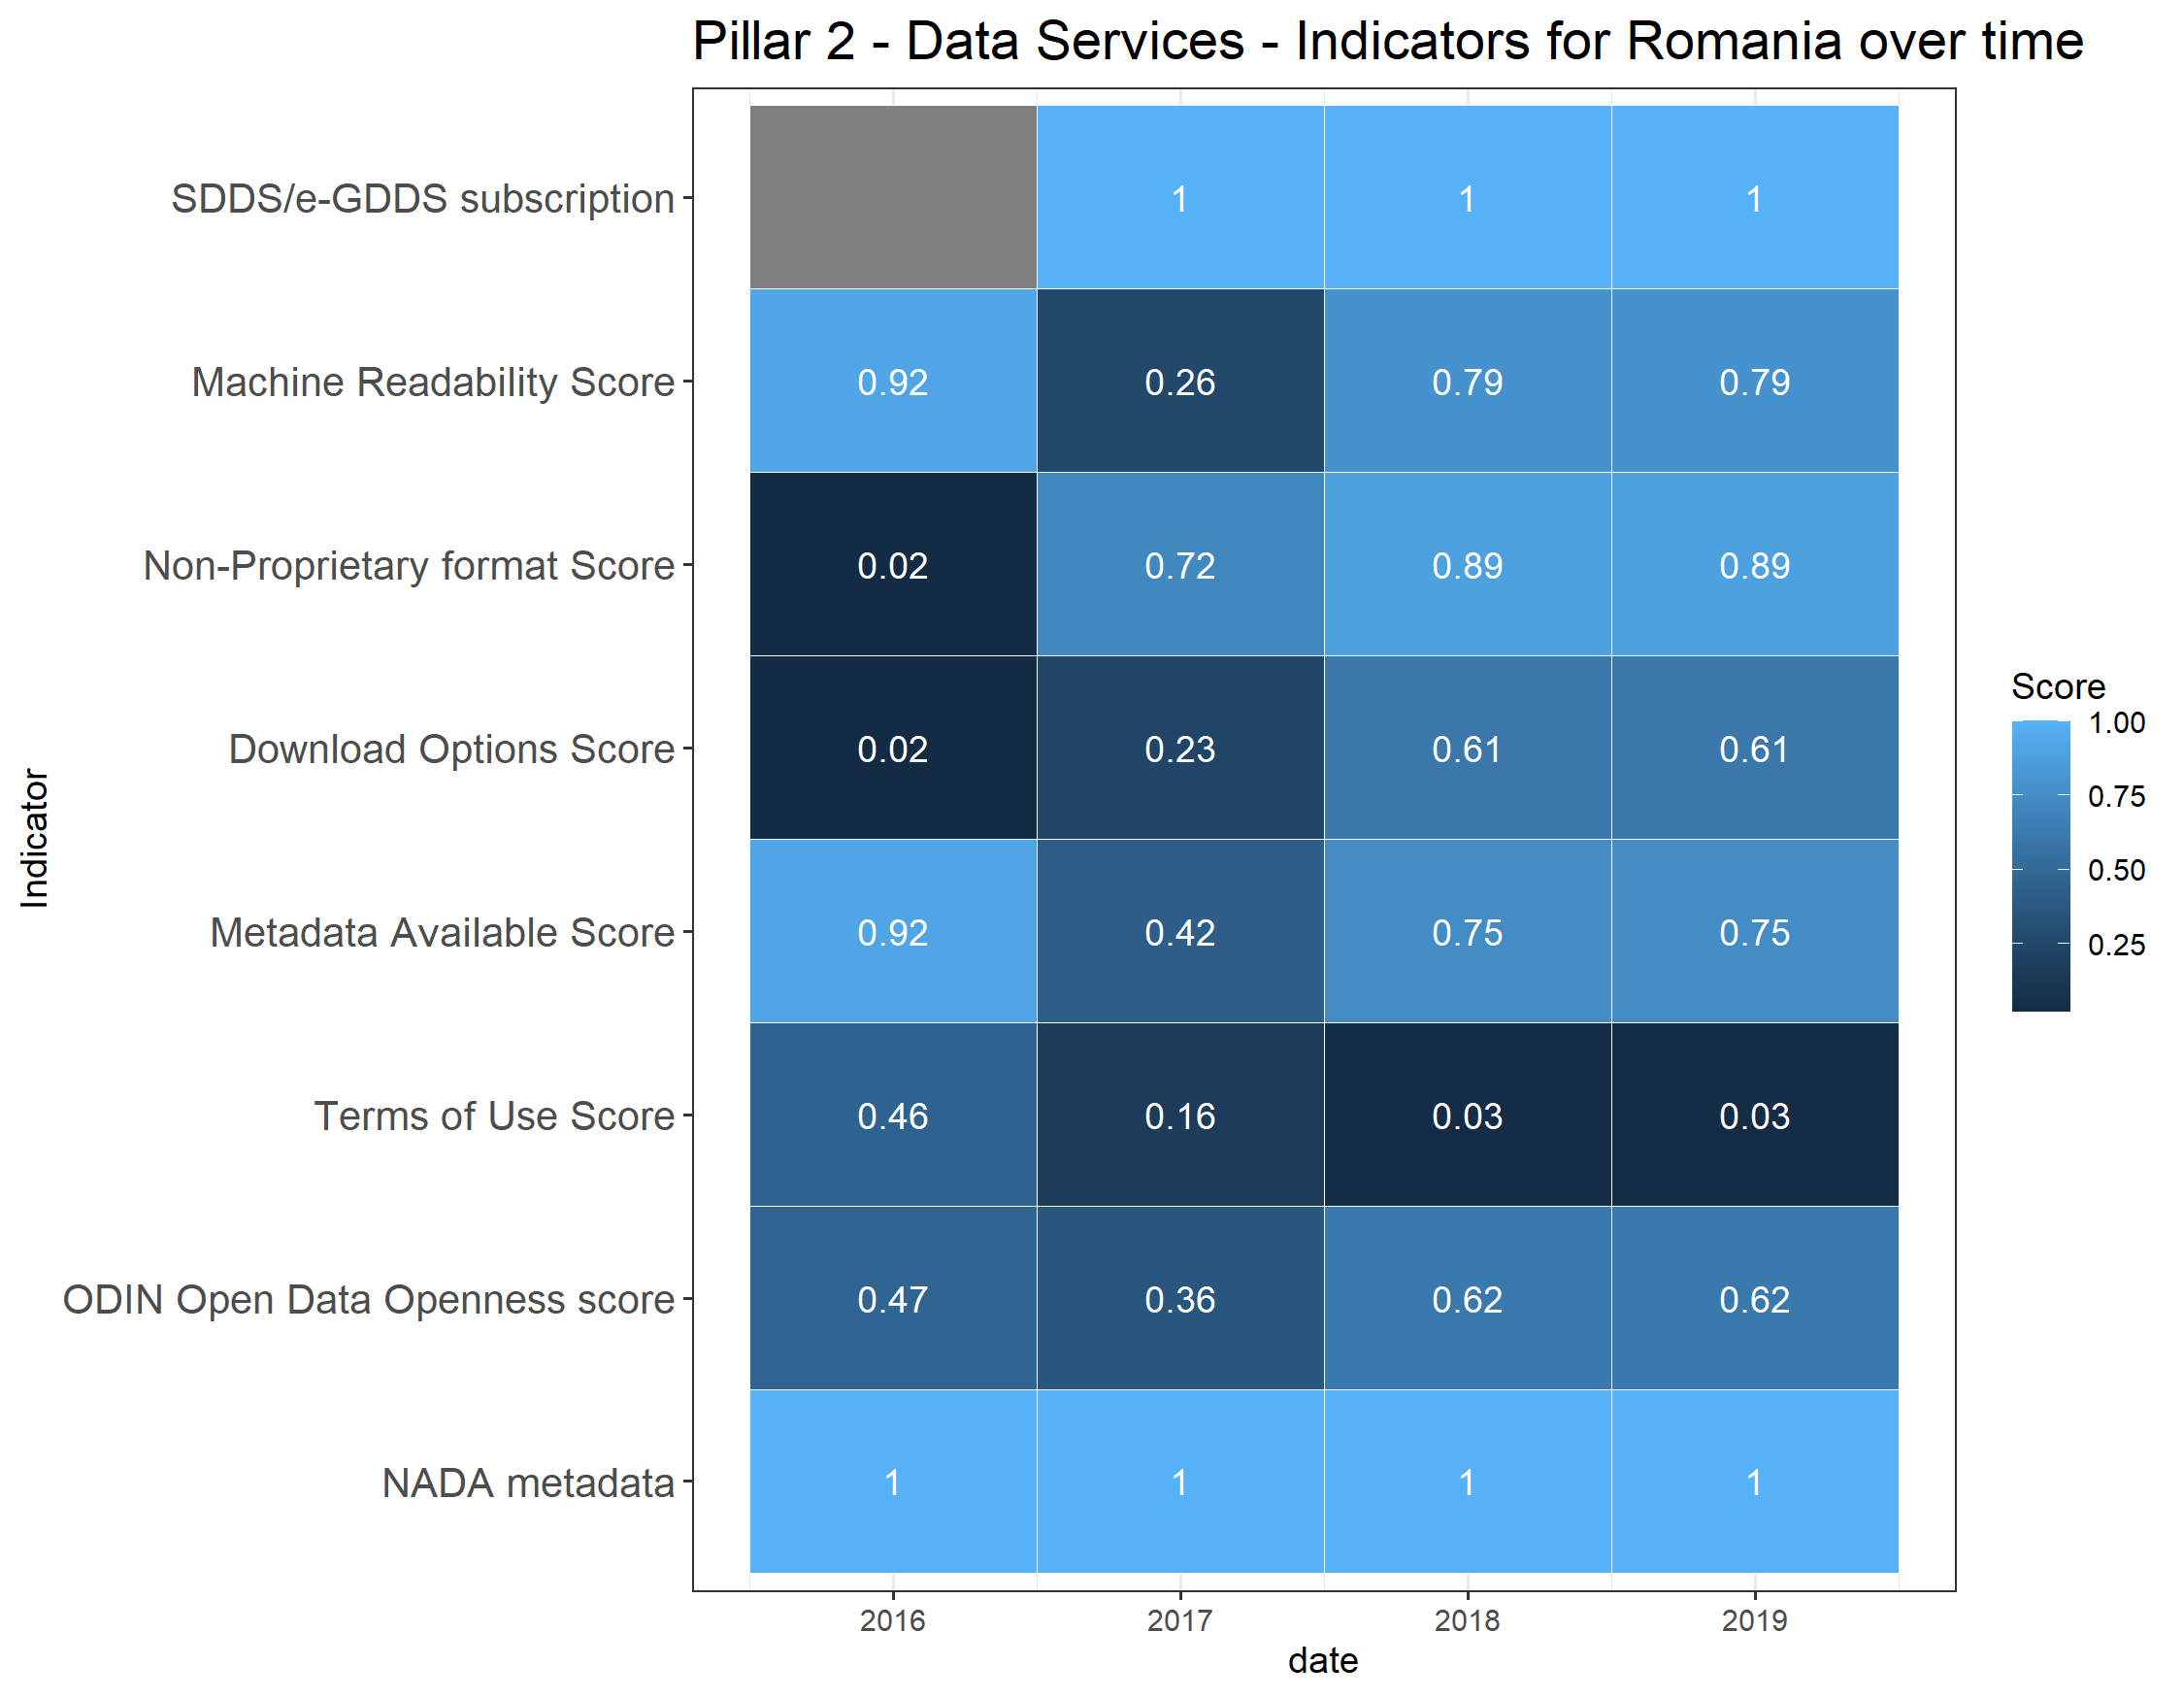 Pillar 2 - Data Services - Indicators for Romania over time
Indicator
SDDS/e-GDDS subscription
1 1 1
Machine Readability Score
0.92 0.26 0.79 0.79
Non-Proprietary format Score
0.02 0.72 0.89 0.89
Download Options Score
0.02 0.23 0.61 0.61
Metadata Available Score
0.92 0.42 0.75 0.75
Terms of Use Score
0.46 0.16 0.03 0.03
ODIN Open Data Openness score
0.47 0.36 0.62 0.62
NADA metadata
1 1 1 1
2016 2017 2018 2019
date
Score
1.00
0.75
0.50
0.25